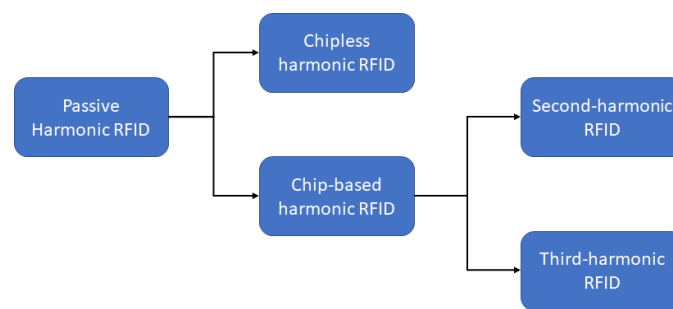 Passive
Harmonic RFID
Chipless
harmonic RFID
Chip-based
harmonic RFID
Second-harmonic
RFID
Third-harmonic
RFID